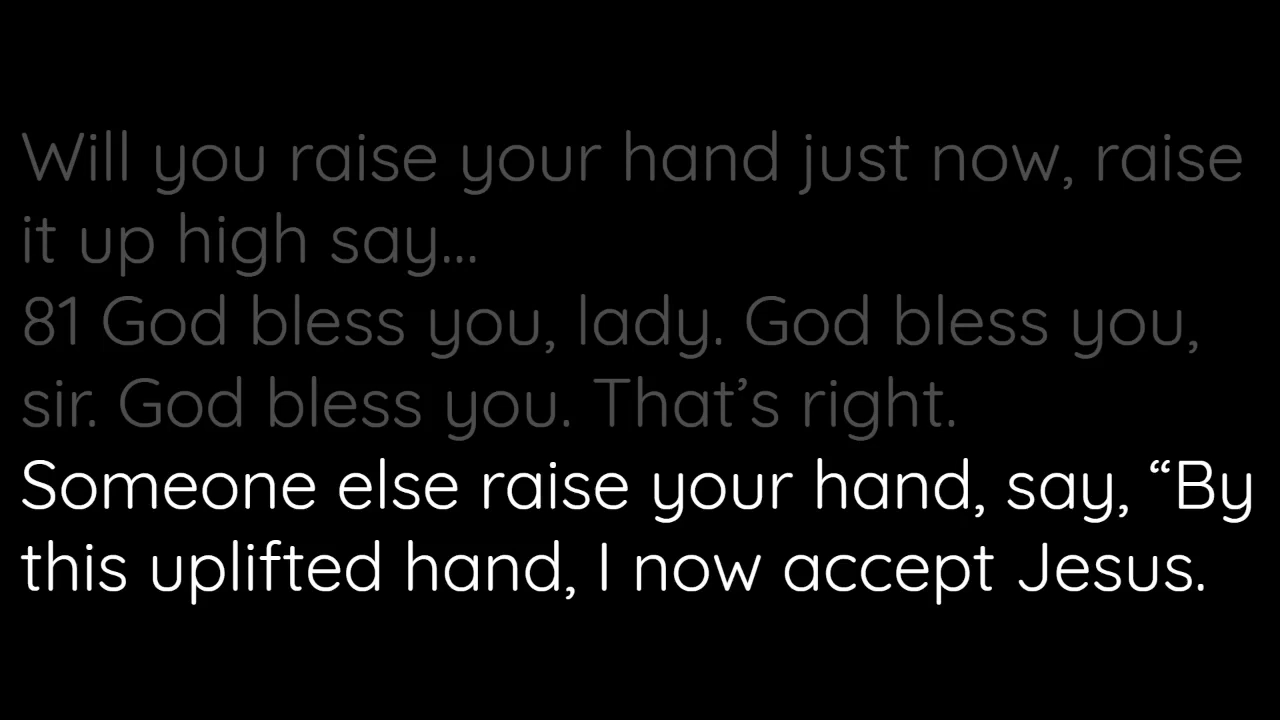 Will you raise your hand just now, raise
it up high say...
81 God bless you, lady. God bless you,
sir. God bless you. That’s right.
Someone else raise your hand, say, “By
this uplifted hand, I now accept Jesus.